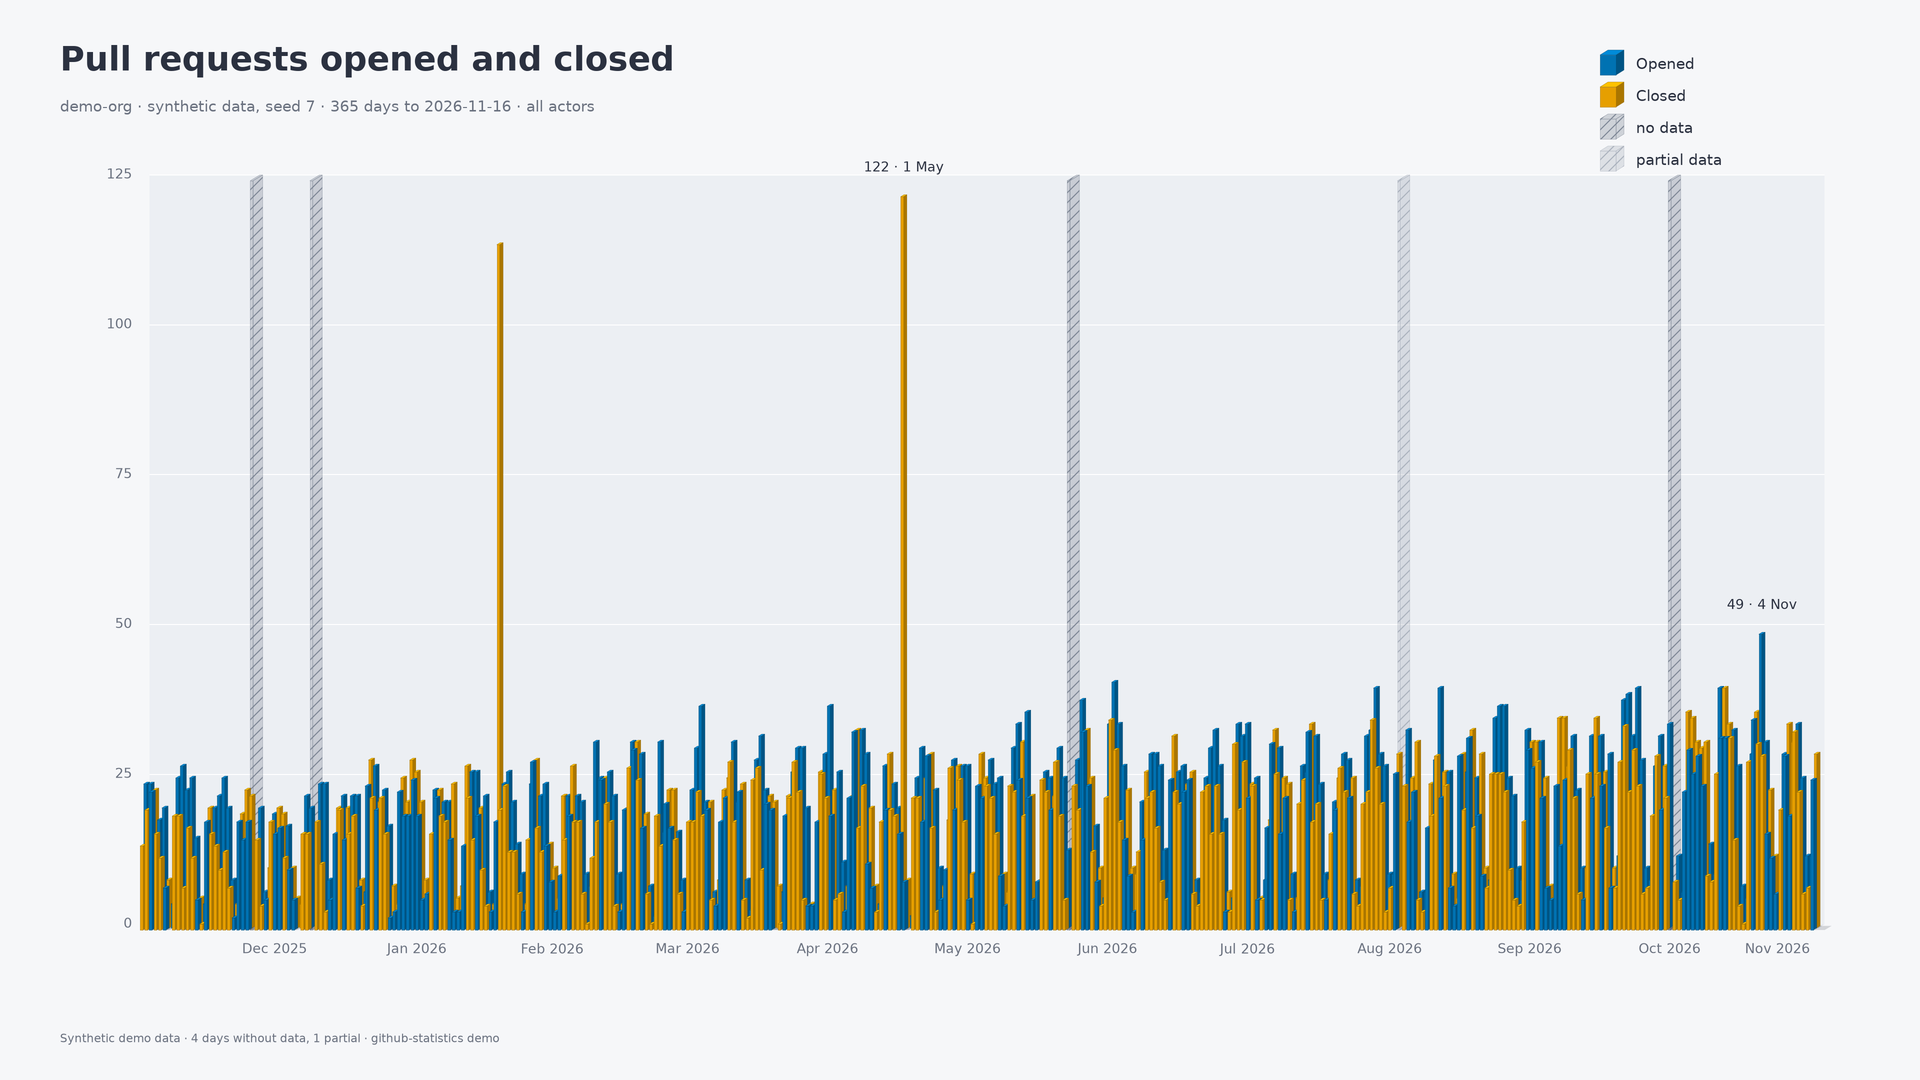 Pull requests opened and closed
demo-org · synthetic data, seed 7 · 365 days to 2026-11-16 · all actors
Opened
Closed
no data
partial data
122 · 1 May
125
100
75
50
25
0
49 · 4 Nov
Dec 2025
Jan 2026
Feb 2026
Mar 2026
Apr 2026
May 2026
Jun 2026
Jul 2026
Aug 2026
Sep 2026
Oct 2026
Nov 2026
Synthetic demo data · 4 days without data, 1 partial · github-statistics demo